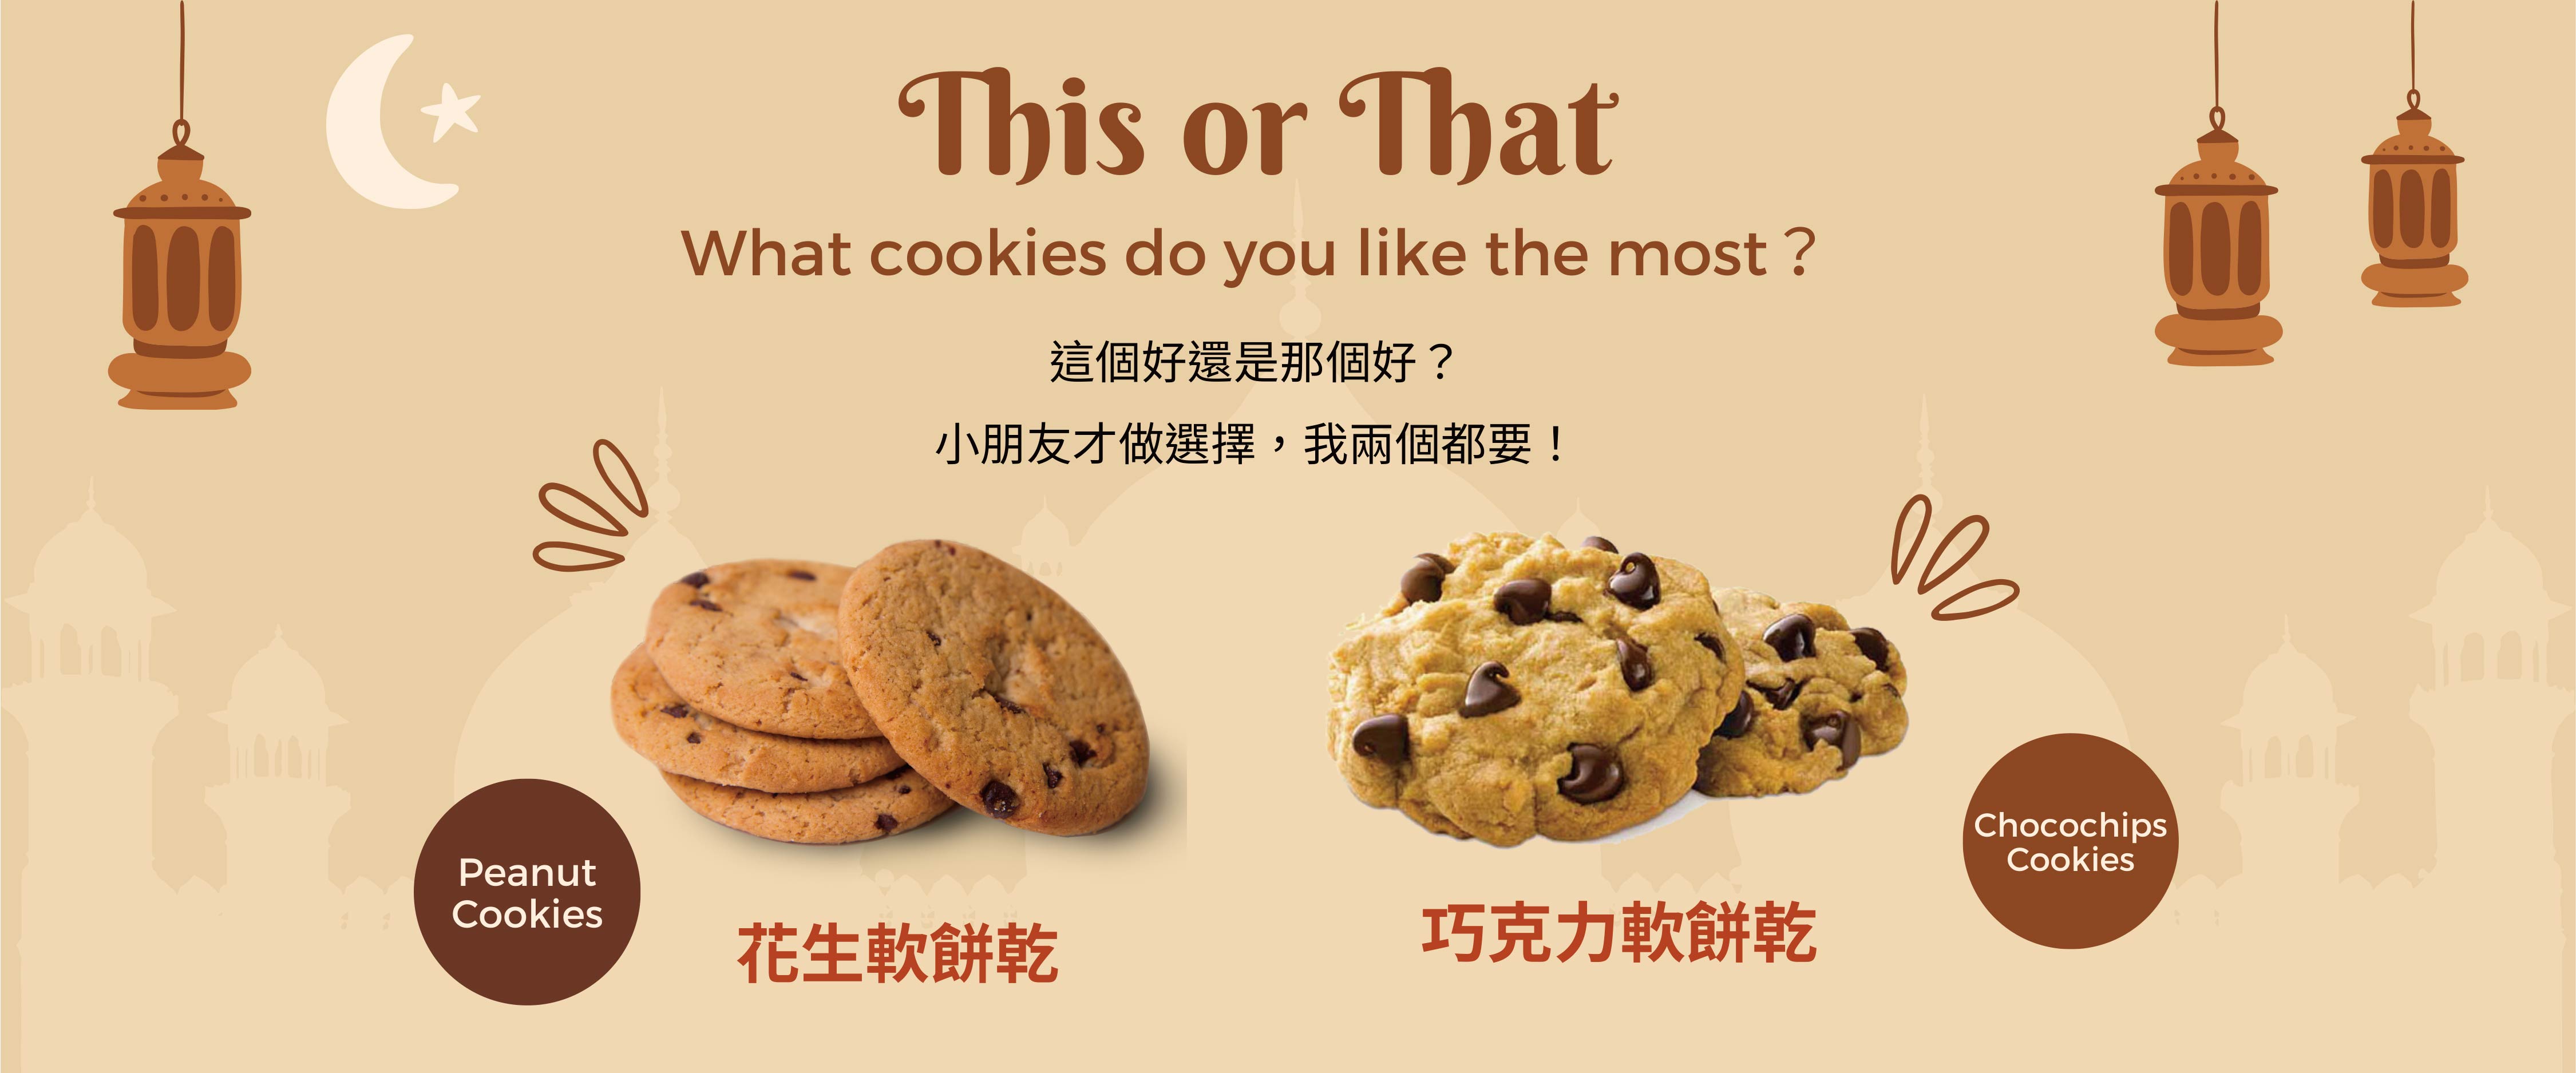 This or That
What cookies do you like the most？
這個好還是那個好？
小朋友才做選擇，我兩個都要！
Peanut
Cookies
花生軟餅乾
巧克力軟餅乾
Chocochips
Cookies